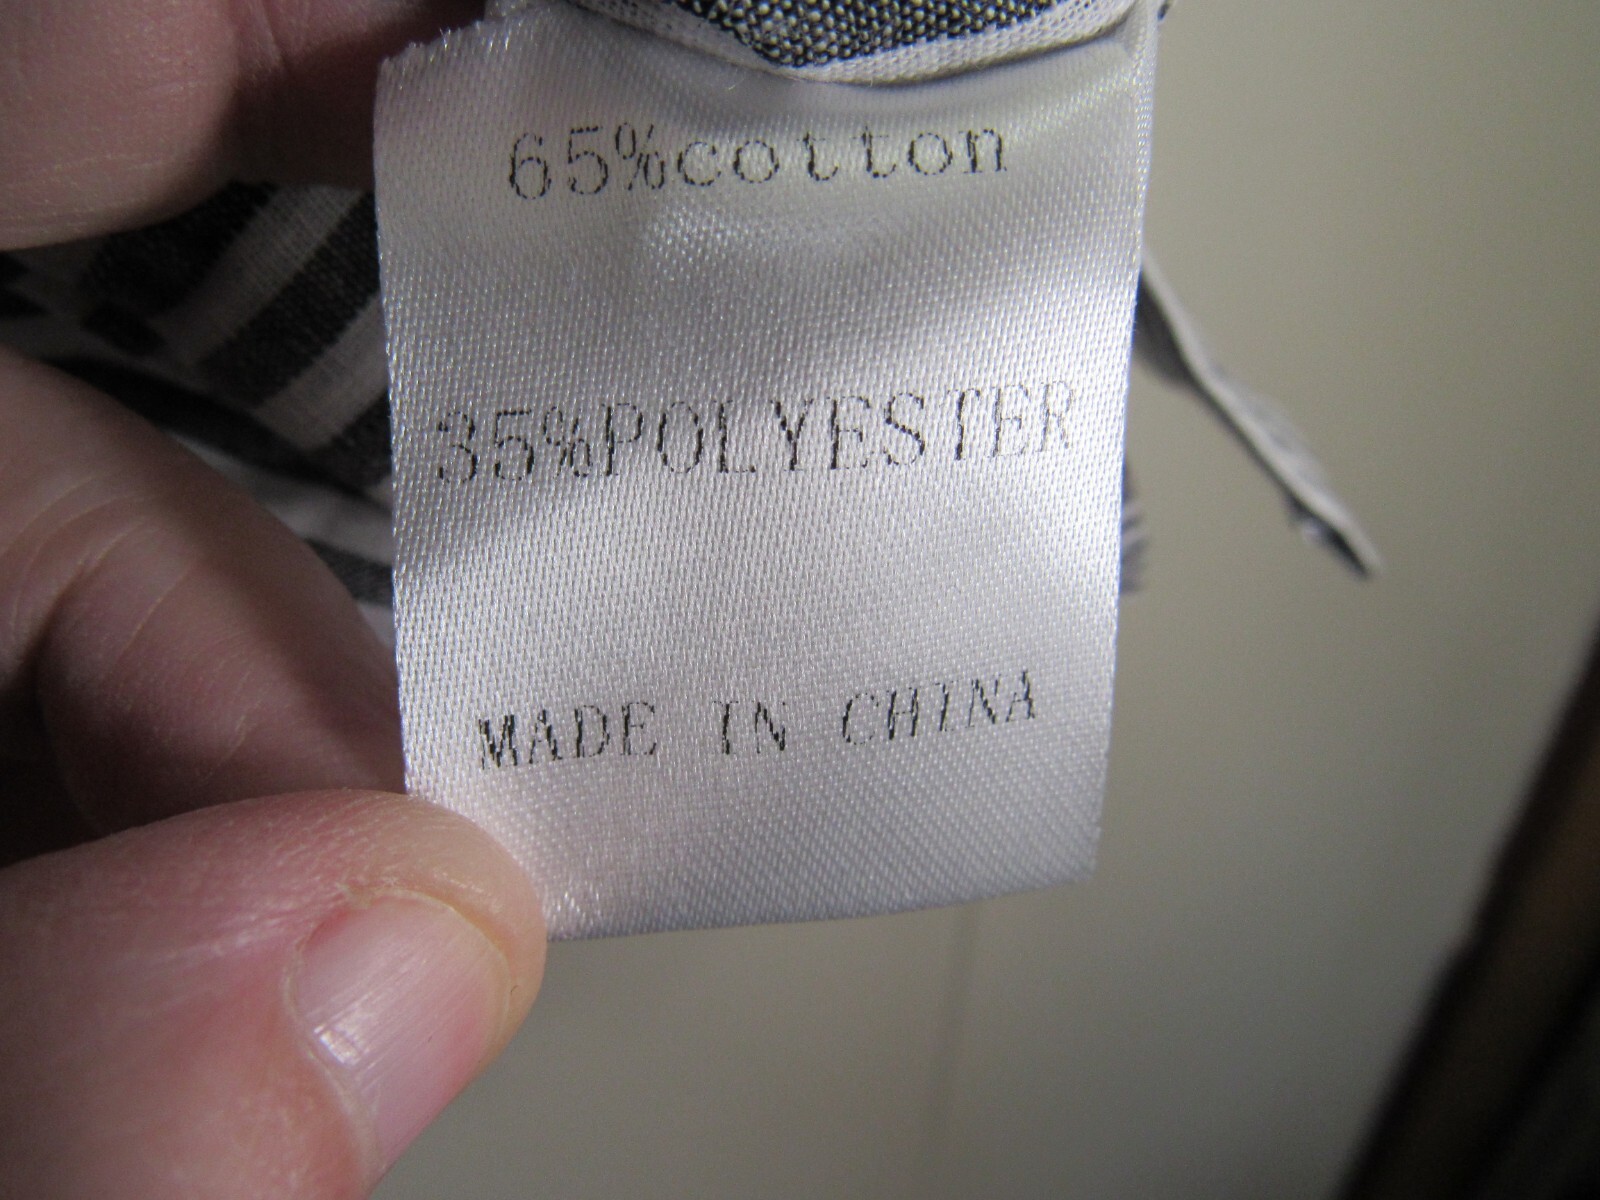 65%cotton
35%POLYESTER
MADE IN CHINA